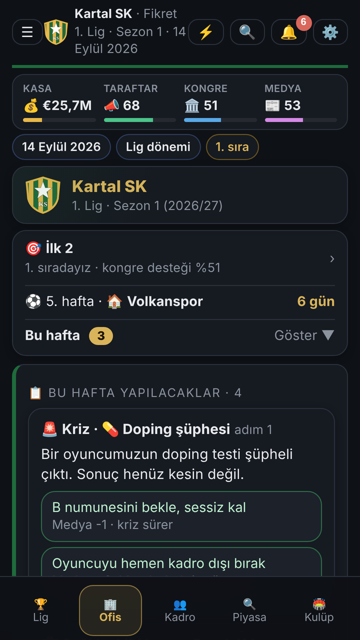 Kartal SK · Fikret
1. Lig · Sezon 1 · 14
Eylül 2026
6
KASA
€25,7M
TARAFTAR
68
KONGRE
51
MEDYA
53
14 Eylül 2026
Lig dönemi
1. sıra
Kartal SK
1. Lig · Sezon 1 (2026/27)
İlk 2
1. sıradayız · kongre desteği %51
5. hafta · Volkanspor
6 gün
Bu hafta 3
Göster ▼
BU HAFTA YAPILACAKLAR · 4
Kriz · Doping şüphesi adım 1
Bir oyuncumuzun doping testi şüpheli
çıktı. Sonuç henüz kesin değil.
B numunesini bekle, sessiz kal
Medya -1 · kriz sürer
Oyuncuyu hemen kadro dışı bırak
Lig
Ofis
Kadro
Piyasa
Kulüp